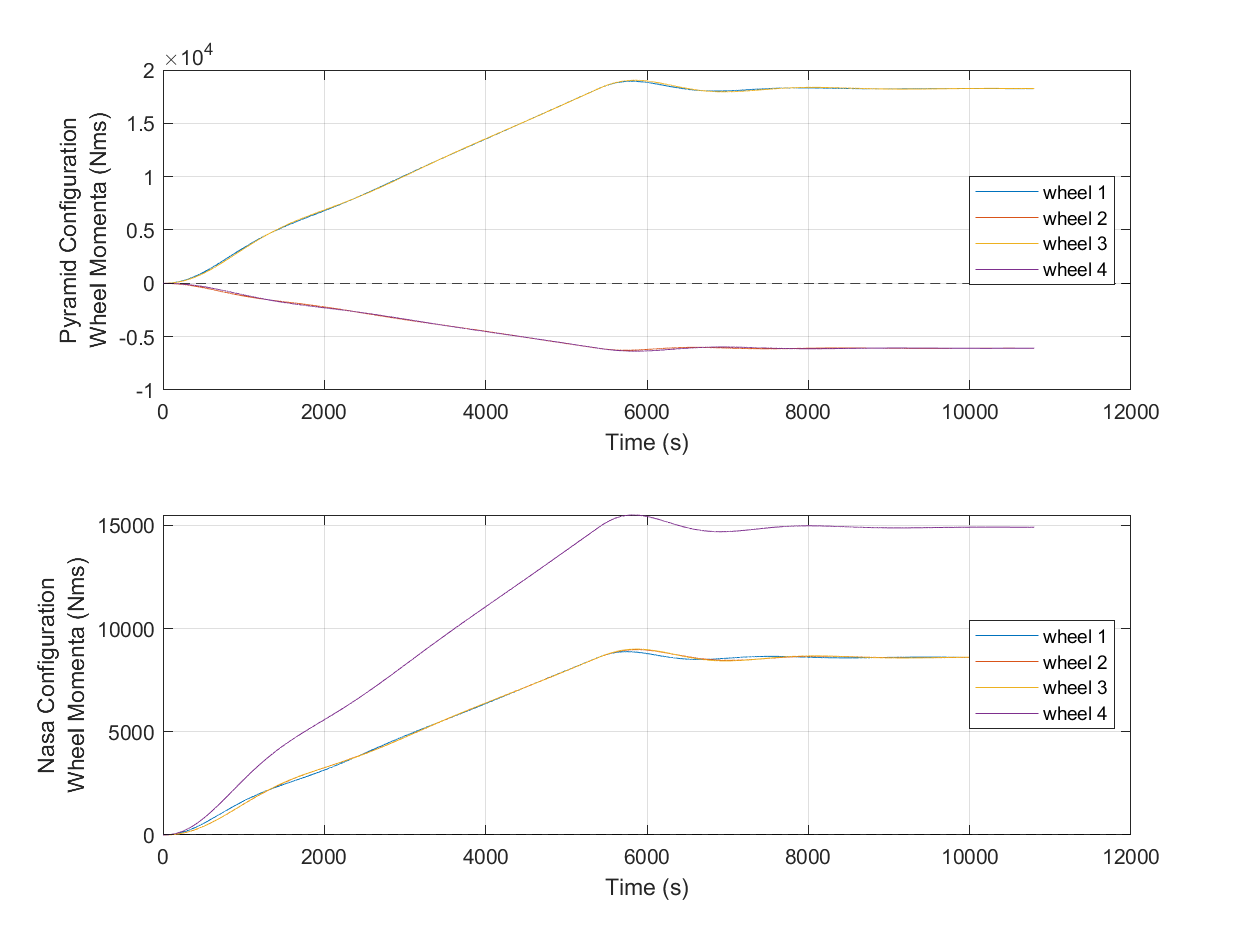 ×10⁴
2
1.5
1
0.5
0
-0.5
-1
Pyramid Configuration
Wheel Momenta (Nms)
wheel 1
wheel 2
wheel 3
wheel 4
0 2000 4000 6000 8000 10000 12000
Time (s)
15000
10000
5000
0
Nasa Configuration
Wheel Momenta (Nms)
wheel 1
wheel 2
wheel 3
wheel 4
0 2000 4000 6000 8000 10000 12000
Time (s)